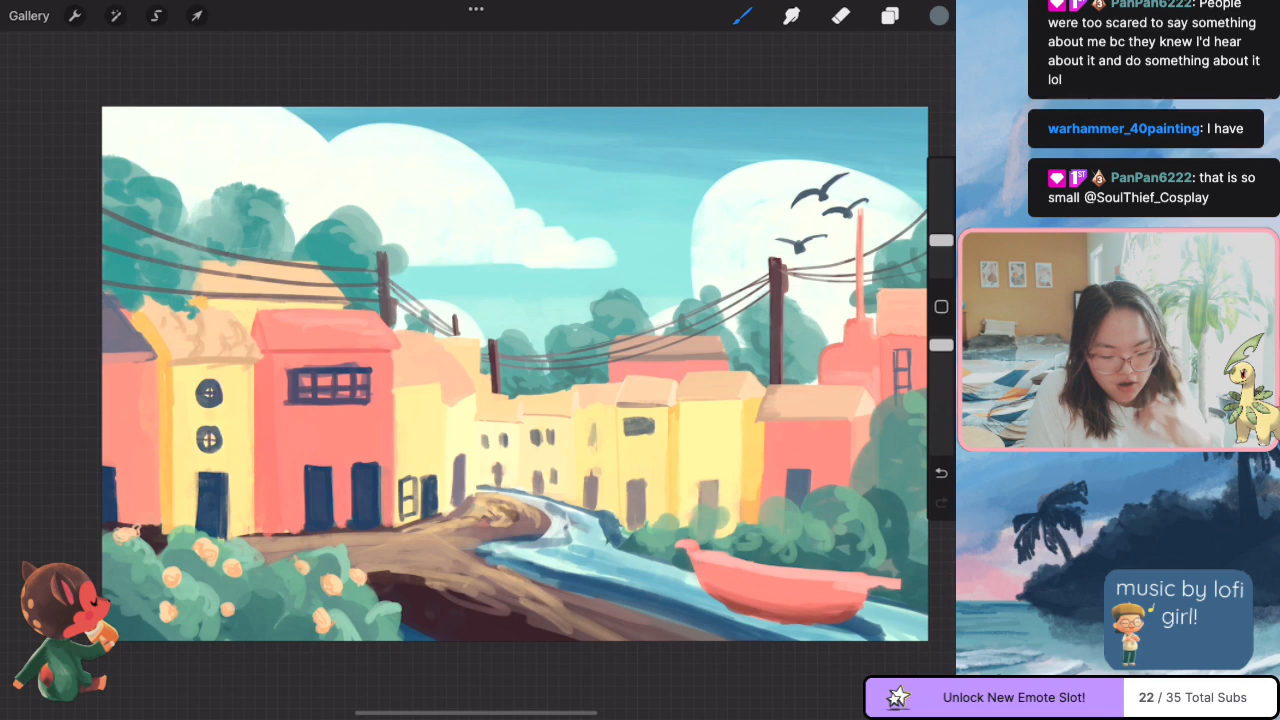 Gallery
PanPan6222: People
were too scared to say something
about me bc they knew I'd hear
about it and do something about it
lol
warhammer_40painting: I have
1ST PanPan6222: that is so
small @SoulThief_Cosplay
music by lofi
girl!
Unlock New Emote Slot!
22 / 35 Total Subs